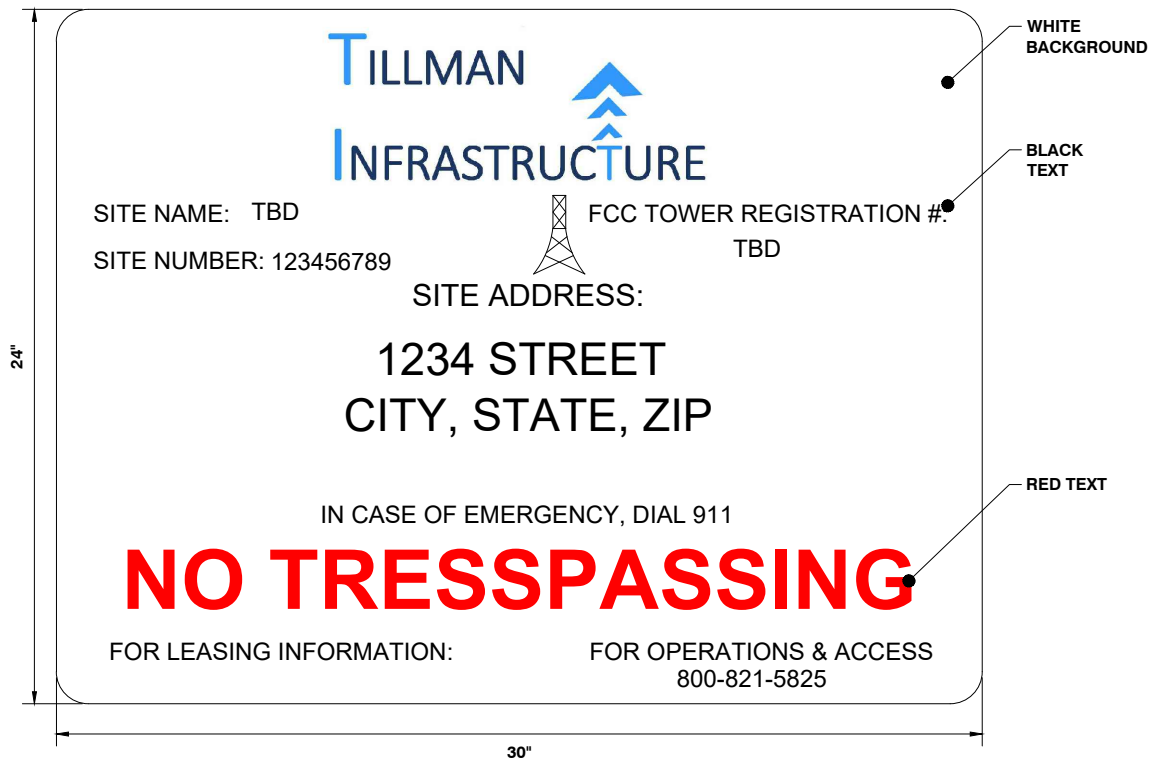 TILLMAN
INFRASTRUCTURE
SITE NAME: TBD
FCC TOWER REGISTRATION #:
TBD
SITE NUMBER: 123456789
SITE ADDRESS:
1234 STREET
CITY, STATE, ZIP
IN CASE OF EMERGENCY, DIAL 911
NO TRESSPASSING
FOR LEASING INFORMATION:
FOR OPERATIONS & ACCESS
800-821-5825
WHITE
BACKGROUND
BLACK
TEXT
RED TEXT
24"
30"